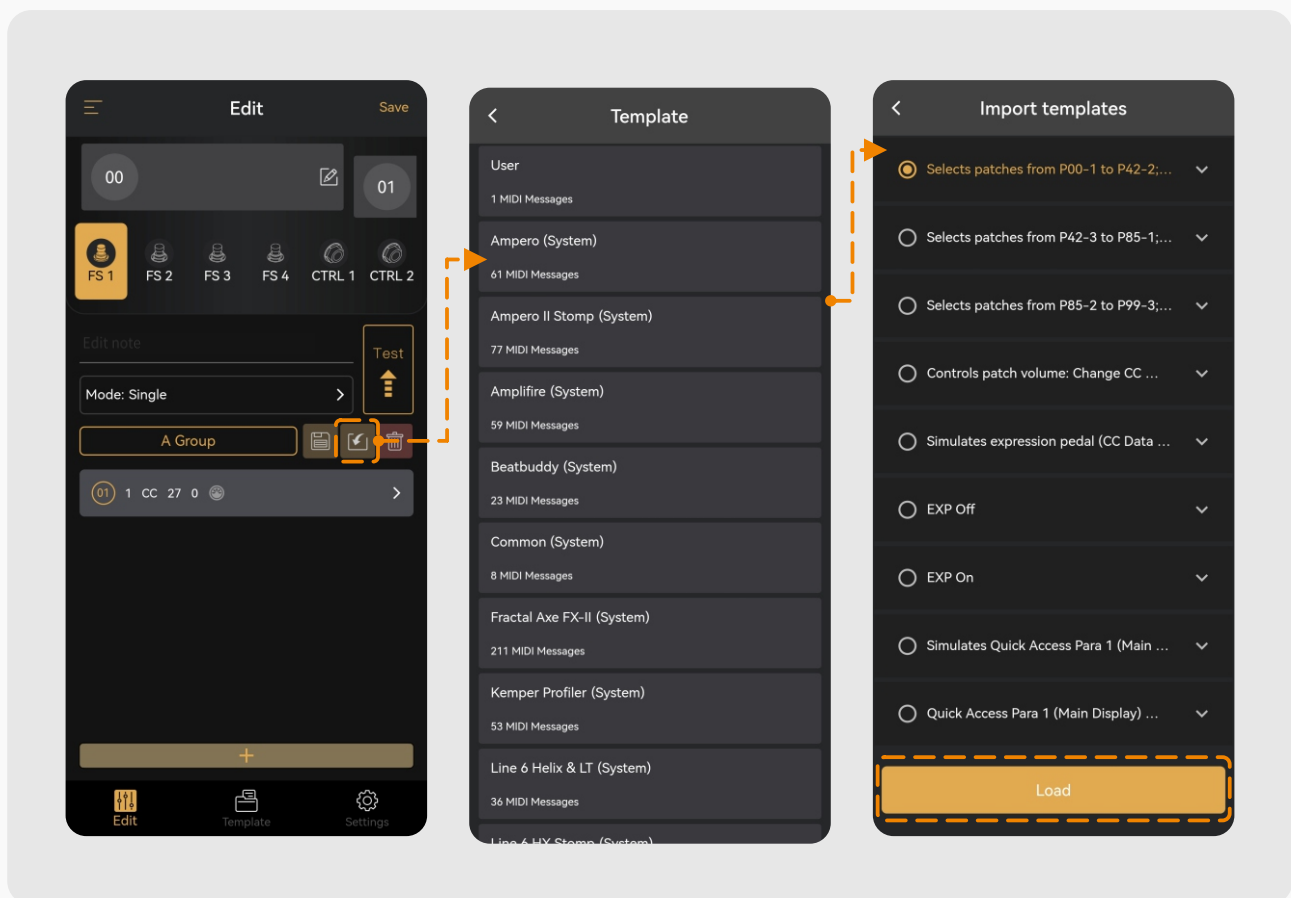 Edit
Save
00
01
FS 1
FS 2
FS 3
FS 4
CTRL 1
CTRL 2
Edit note
Test
Mode: Single
A Group
01 1 CC 27 0
+
Edit
Template
Settings
Template
User
1 MIDI Messages
Ampero (System)
61 MIDI Messages
Ampero II Stomp (System)
77 MIDI Messages
Amplifire (System)
59 MIDI Messages
Beatbuddy (System)
23 MIDI Messages
Common (System)
8 MIDI Messages
Fractal Axe FX-II (System)
211 MIDI Messages
Kemper Profiler (System)
53 MIDI Messages
Line 6 Helix & LT (System)
36 MIDI Messages
Line 6 HX Stomp (System)
Import templates
Selects patches from P00-1 to P42-2;...
Selects patches from P42-3 to P85-1;...
Selects patches from P85-2 to P99-3;...
Controls patch volume: Change CC ...
Simulates expression pedal (CC Data ...
EXP Off
EXP On
Simulates Quick Access Para 1 (Main ...
Quick Access Para 1 (Main Display) ...
Load